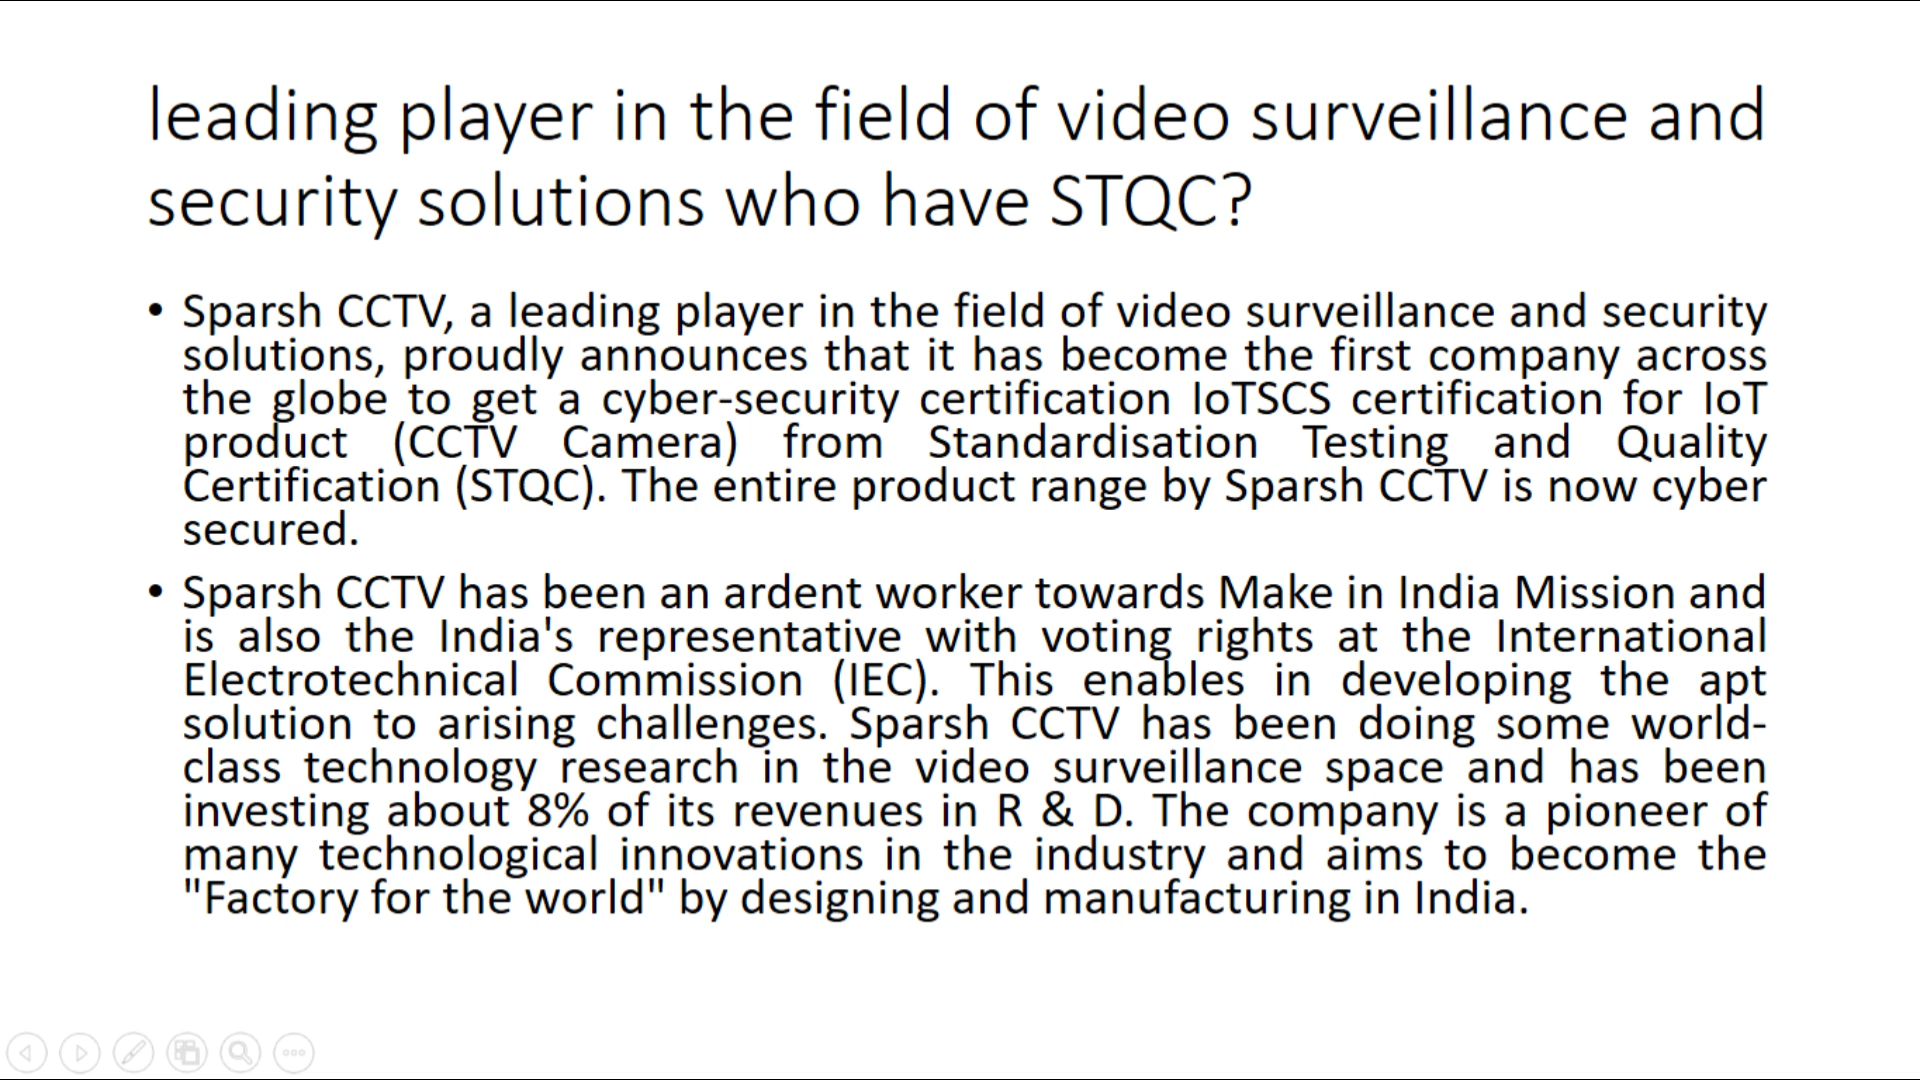 leading player in the field of video surveillance and
security solutions who have STQC?
• Sparsh CCTV, a leading player in the field of video surveillance and security
solutions, proudly announces that it has become the first company across
the globe to get a cyber-security certification IoTSCS certification for IoT
product (CCTV Camera) from Standardisation Testing and Quality
Certification (STQC). The entire product range by Sparsh CCTV is now cyber
secured.
• Sparsh CCTV has been an ardent worker towards Make in India Mission and
is also the India's representative with voting rights at the International
Electrotechnical Commission (IEC). This enables in developing the apt
solution to arising challenges. Sparsh CCTV has been doing some world-
class technology research in the video surveillance space and has been
investing about 8% of its revenues in R & D. The company is a pioneer of
many technological innovations in the industry and aims to become the
"Factory for the world" by designing and manufacturing in India.